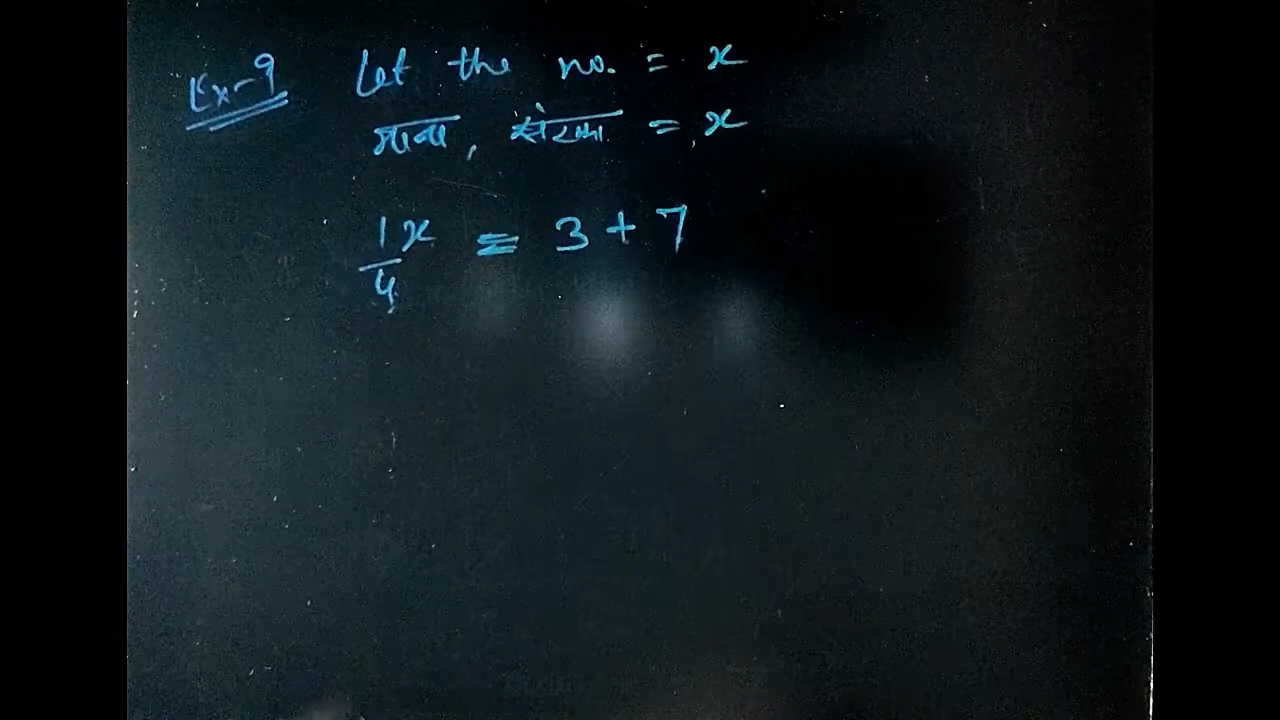 Ex-9 Let the no. = x
माना, संख्या = x
1/4 x = 3 + 7